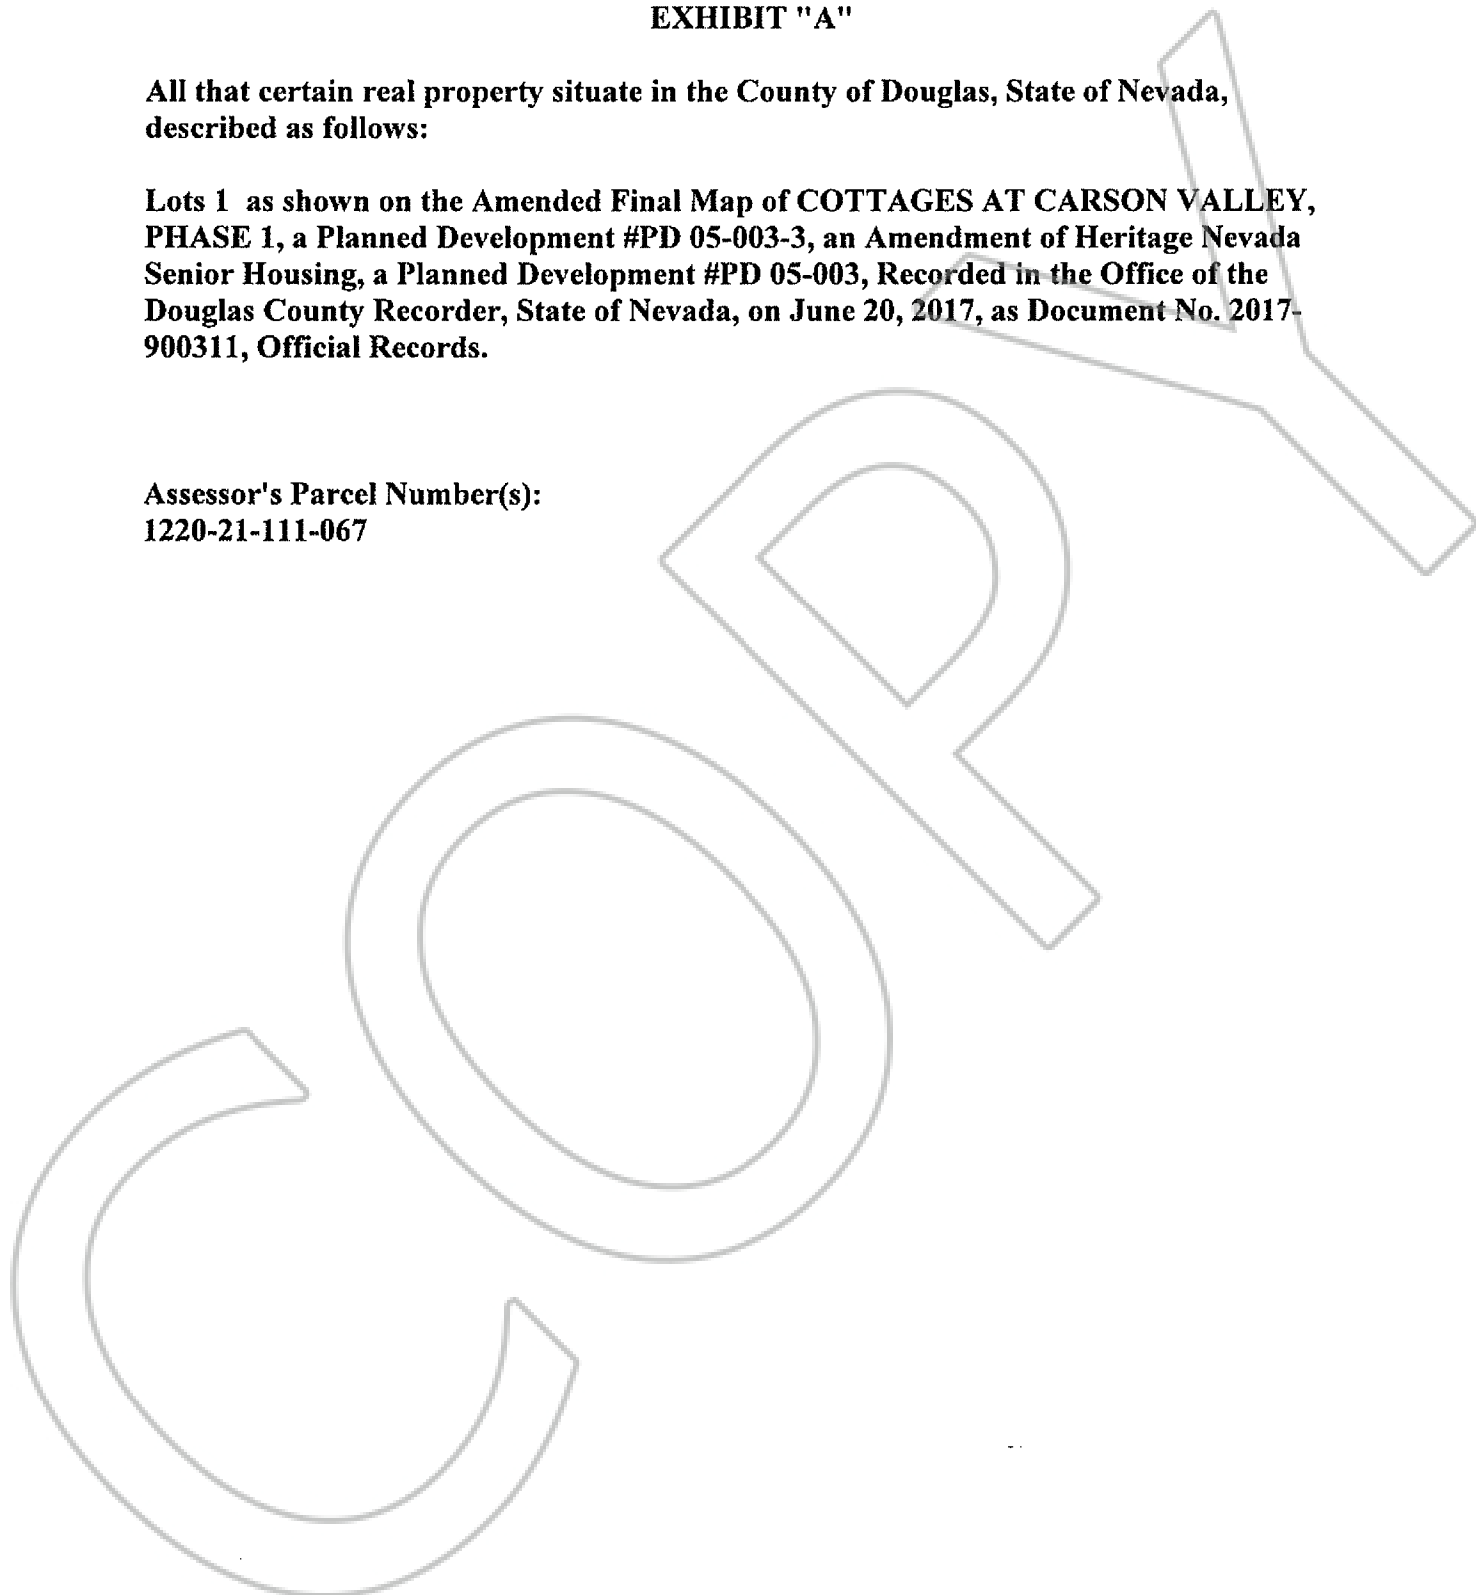 EXHIBIT "A"
All that certain real property situate in the County of Douglas, State of Nevada,
described as follows:
Lots 1  as shown on the Amended Final Map of COTTAGES AT CARSON VALLEY,
PHASE 1, a Planned Development #PD 05-003-3, an Amendment of Heritage Nevada
Senior Housing, a Planned Development #PD 05-003, Recorded in the Office of the
Douglas County Recorder, State of Nevada, on June 20, 2017, as Document No. 2017-
900311, Official Records.
Assessor's Parcel Number(s):
1220-21-111-067
COPY